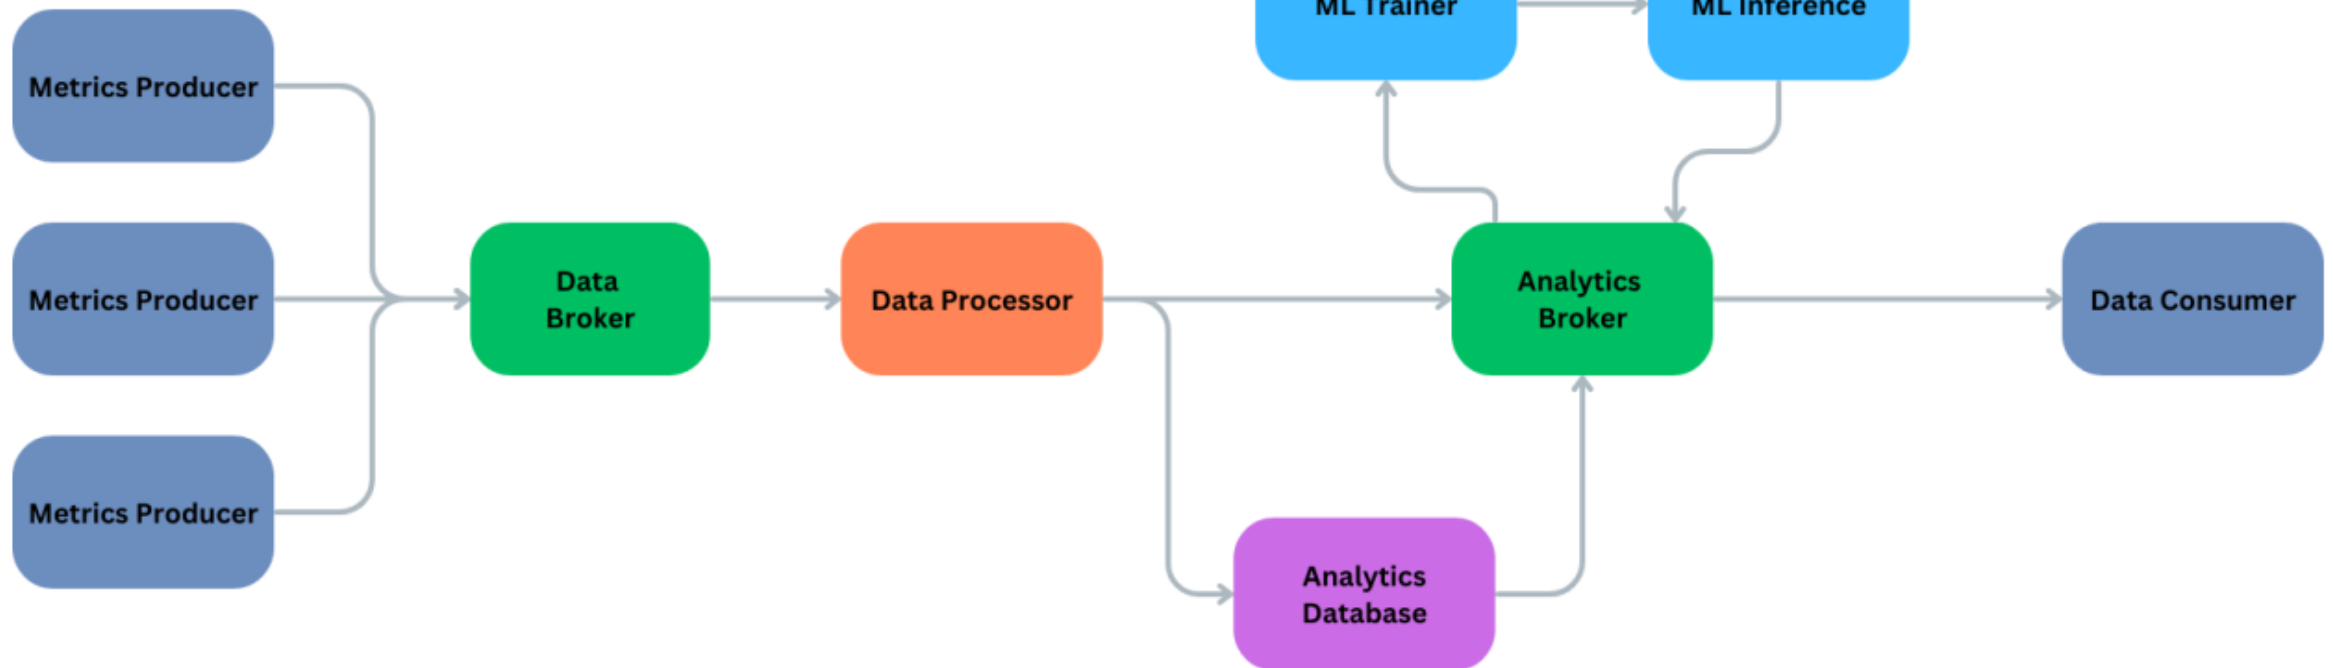 ML Trainer
ML Inference
Metrics Producer
Metrics Producer
Data
Broker
Data Processor
Analytics
Broker
Data Consumer
Metrics Producer
Analytics
Database